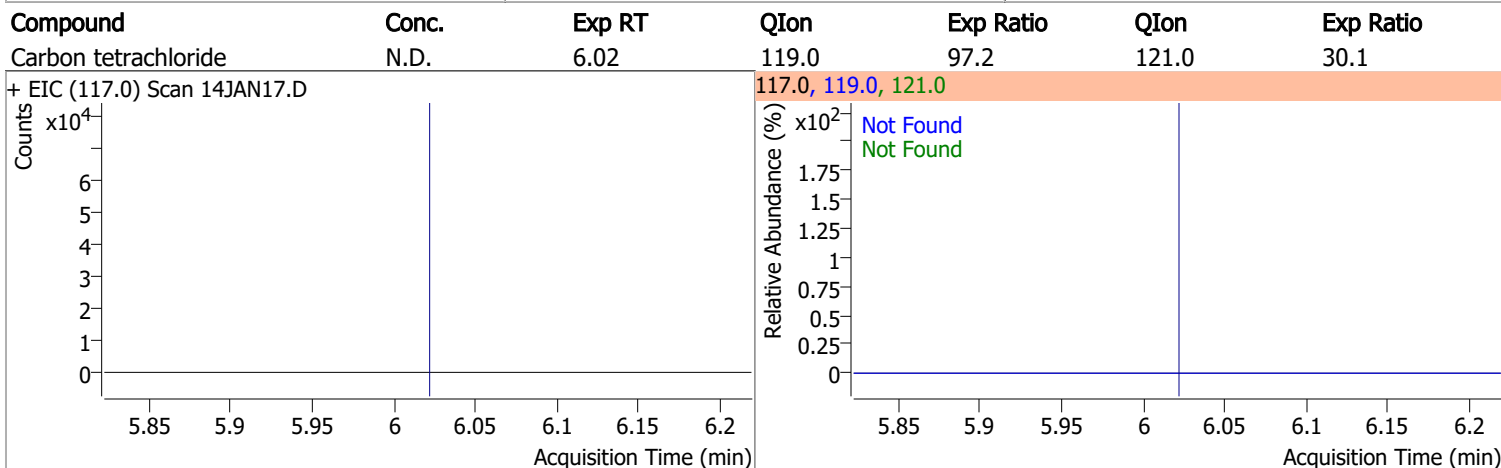 Compound Conc. Exp RT QIon Exp Ratio QIon Exp Ratio
Carbon tetrachloride N.D. 6.02 119.0 97.2 121.0 30.1
+ EIC (117.0) Scan 14JAN17.D
Counts
x10⁴
6
5
4
3
2
1
0
5.85 5.9 5.95 6 6.05 6.1 6.15 6.2
Acquisition Time (min)
117.0, 119.0, 121.0
Relative Abundance (%)
x10²
Not Found
Not Found
1.75
1.5
1.25
1
0.75
0.5
0.25
0
5.85 5.9 5.95 6 6.05 6.1 6.15 6.2
Acquisition Time (min)